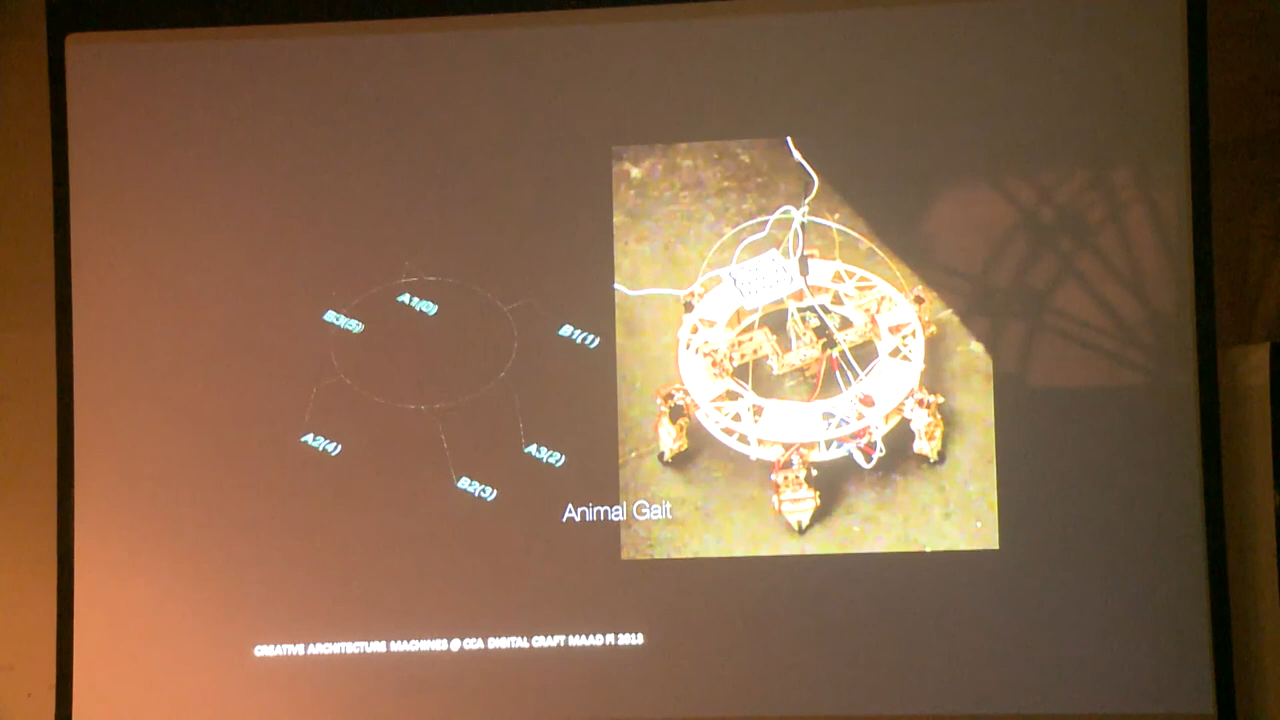 A1(0)
B3(5)
B1(1)
A2(4)
A3(2)
B2(3)
Animal Gait
CREATIVE ARCHITECTURE MACHINES @ CCA DIGITAL CRAFT MAAD Fl 2013